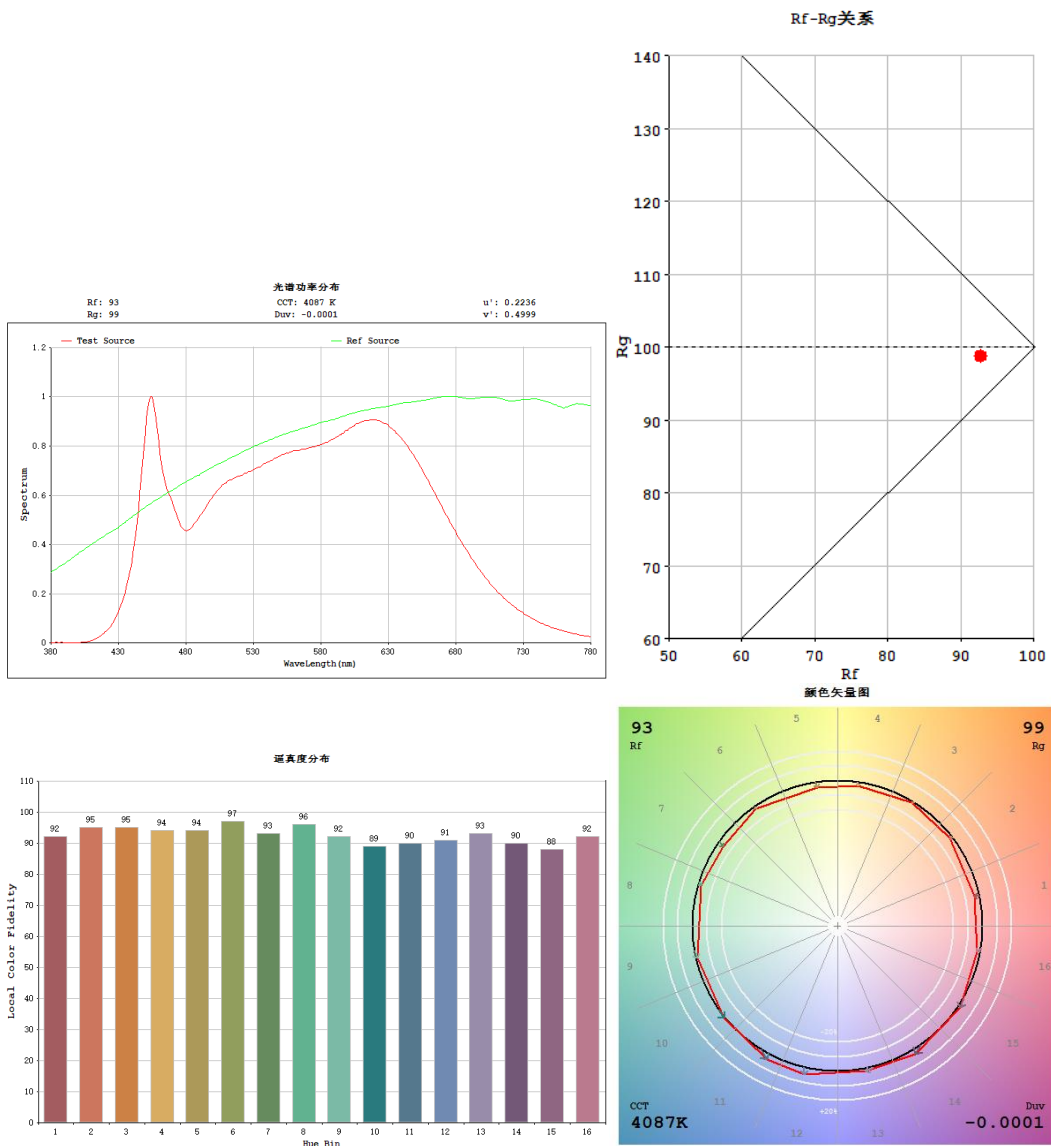 Rf-Rg关系
140
130
120
110
100
90
80
70
60
50 60 70 80 90 100
Rg
Rf
光谱功率分布
Rf: 93 CCT: 4087 K u': 0.2236
Rg: 99 Duv: -0.0001 v': 0.4999
Test Source Ref Source
1.2
1
0.8
0.6
0.4
0.2
0
380 430 480 530 580 630 680 730 780
Spectrum
WaveLength(nm)
逼真度分布
110
100
90
80
70
60
50
40
30
20
10
0
92 95 95 94 94 97 93 96 92 89 90 91 93 90 88 92
1 2 3 4 5 6 7 8 9 10 11 12 13 14 15 16
Local Color Fidelity
Hue Bin
颜色矢量图
93
Rf
99
Rg
5 4
6 3
7 2
8 1
9 16
10 15
11 14
12 13
-20%
+20%
CCT
4087K
Duv
-0.0001